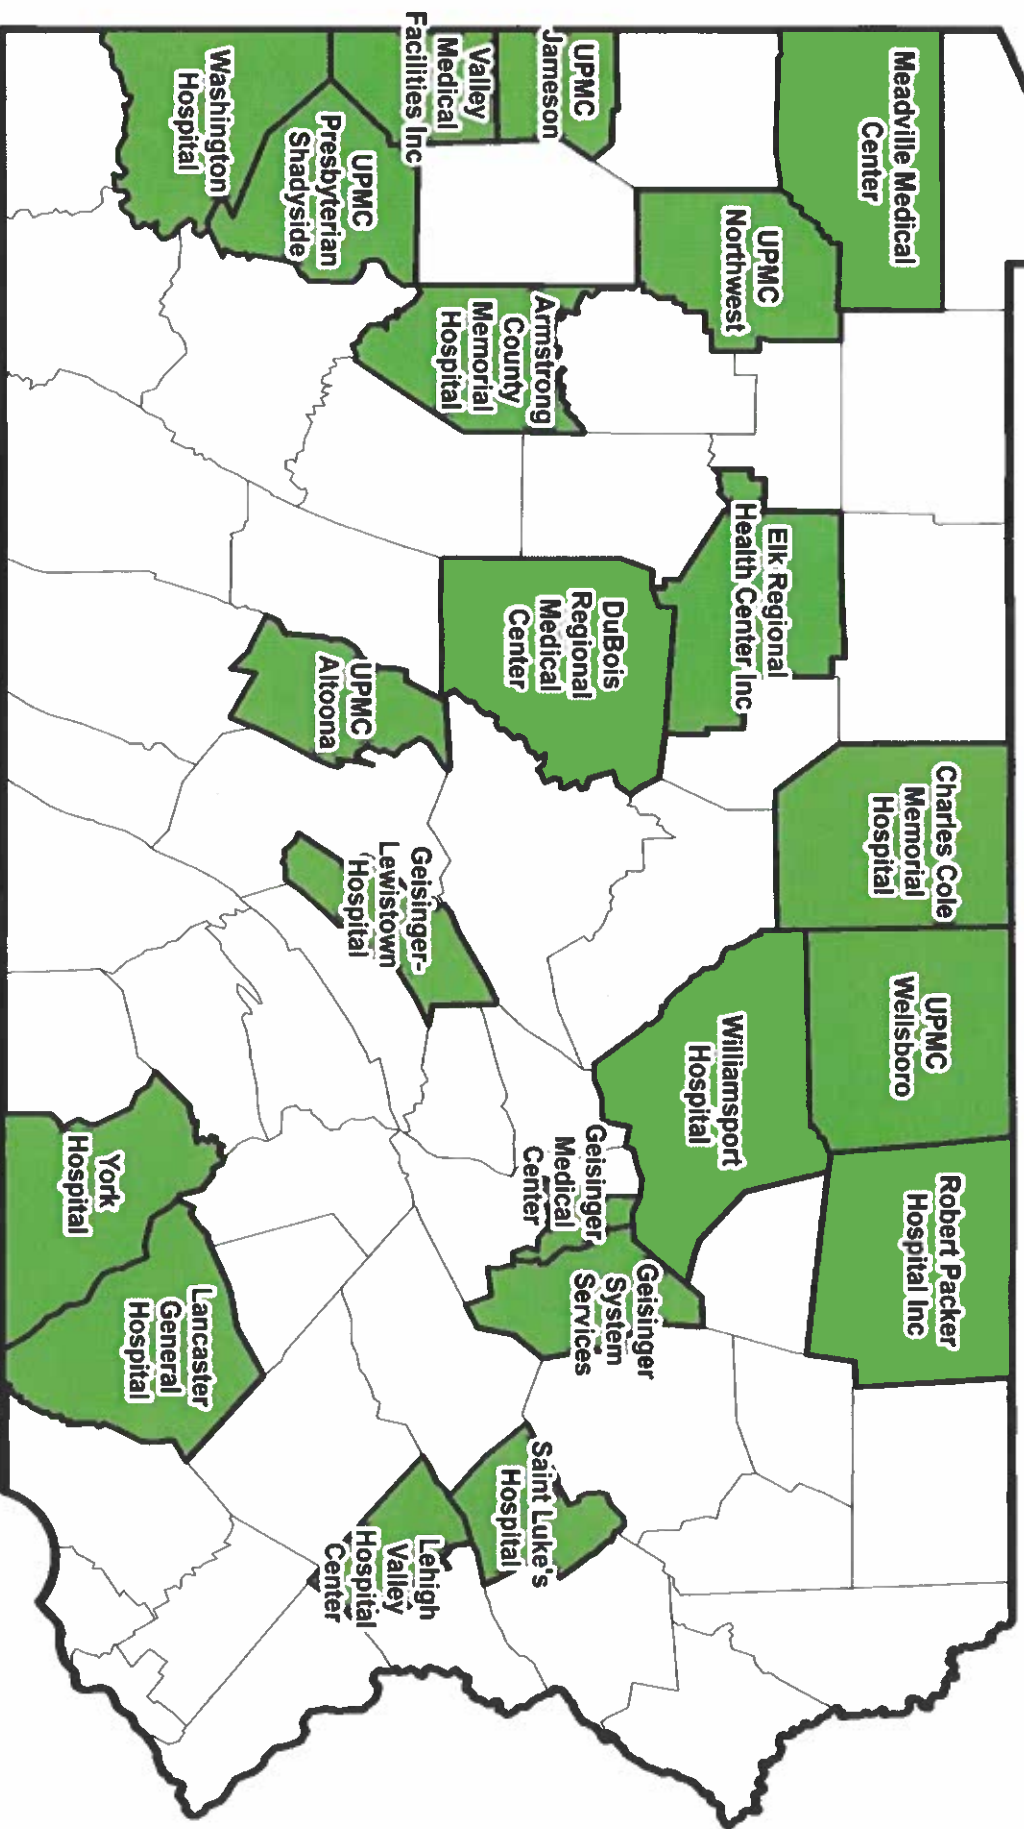 Meadville Medical
Center
UPMC
Northwest
UPMC
Jameson
Valley
Medical
Facilities Inc
UPMC
Presbyterian
Shadyside
Washington
Hospital
Armstrong
County
Memorial
Hospital
Elk Regional
Health Center Inc
DuBois
Regional
Medical
Center
UPMC
Altoona
Charles Cole
Memorial
Hospital
UPMC
Wellsboro
Robert Packer
Hospital Inc
Williamsport
Hospital
Geisinger-
Lewistown
Hospital
Geisinger
Medical
Center
Geisinger
System
Services
Saint Luke's
Hospital
Lehigh
Valley
Hospital
Center
York
Hospital
Lancaster
General
Hospital